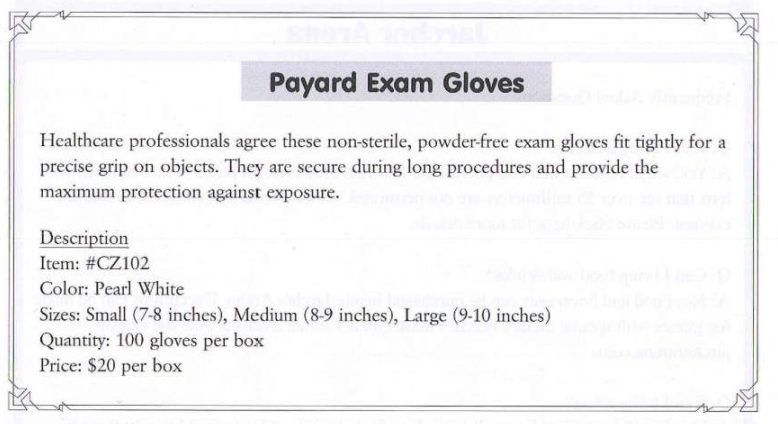 Payard Exam Gloves
Healthcare professionals agree these non-sterile, powder-free exam gloves fit tightly for a
precise grip on objects. They are secure during long procedures and provide the
maximum protection against exposure.
Description
Item: #CZ102
Color: Pearl White
Sizes: Small (7-8 inches), Medium (8-9 inches), Large (9-10 inches)
Quantity: 100 gloves per box
Price: $20 per box